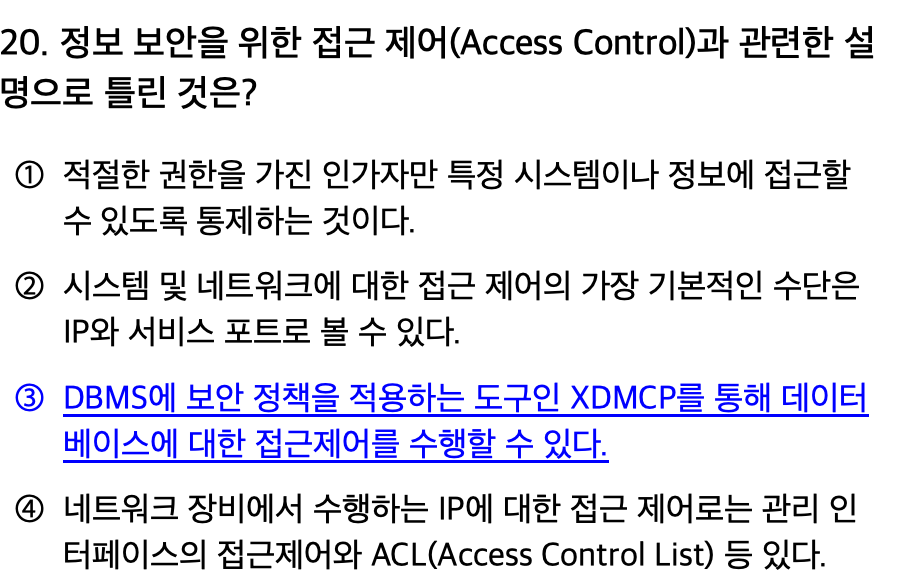 20. 정보 보안을 위한 접근 제어(Access Control)과 관련한 설
명으로 틀린 것은?
① 적절한 권한을 가진 인가자만 특정 시스템이나 정보에 접근할
수 있도록 통제하는 것이다.
② 시스템 및 네트워크에 대한 접근 제어의 가장 기본적인 수단은
IP와 서비스 포트로 볼 수 있다.
③ DBMS에 보안 정책을 적용하는 도구인 XDMCP를 통해 데이터
베이스에 대한 접근제어를 수행할 수 있다.
④ 네트워크 장비에서 수행하는 IP에 대한 접근 제어로는 관리 인
터페이스의 접근제어와 ACL(Access Control List) 등 있다.